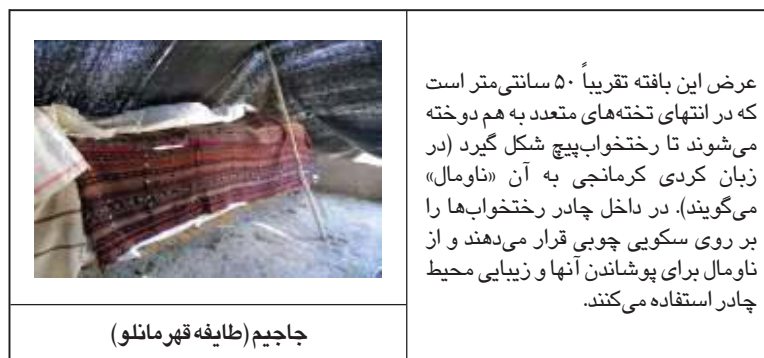 عرض این بافته تقریباً ۵۰ سانتی‌متر است
که در انتهای تخته‌های متعدد به هم دوخته
می‌شوند تا رختخواب‌پیچ شکل گیرد (در
زبان کردی کرمانجی به آن «ناومال»
می‌گویند). در داخل چادر رختخواب‌ها را
بر روی سکویی چوبی قرار می‌دهند و از
ناومال برای پوشاندن آنها و زیبایی محیط
چادر استفاده می‌کنند.
جاجیم (طایفه قهرمانلو)